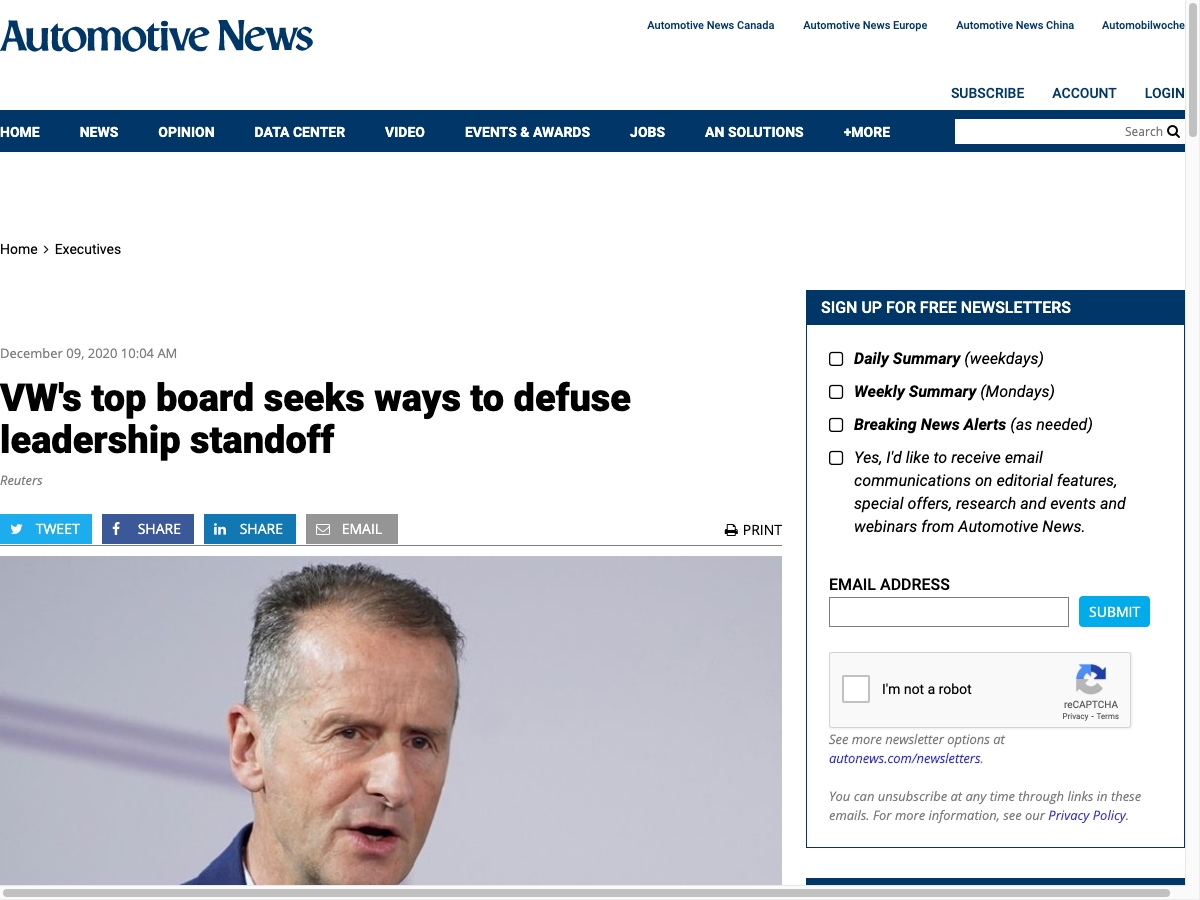 Automotive News
Automotive News Canada
Automotive News Europe
Automotive News China
Automobilwoche
SUBSCRIBE
ACCOUNT
LOGIN
HOME
NEWS
OPINION
DATA CENTER
VIDEO
EVENTS & AWARDS
JOBS
AN SOLUTIONS
+MORE
Search
Home > Executives
December 09, 2020 10:04 AM
VW's top board seeks ways to defuse
leadership standoff
Reuters
TWEET
SHARE
SHARE
EMAIL
PRINT
SIGN UP FOR FREE NEWSLETTERS
Daily Summary (weekdays)
Weekly Summary (Mondays)
Breaking News Alerts (as needed)
Yes, I'd like to receive email
communications on editorial features,
special offers, research and events and
webinars from Automotive News.
EMAIL ADDRESS
SUBMIT
I'm not a robot
reCAPTCHA
Privacy - Terms
See more newsletter options at
autonews.com/newsletters.
You can unsubscribe at any time through links in these
emails. For more information, see our Privacy Policy.